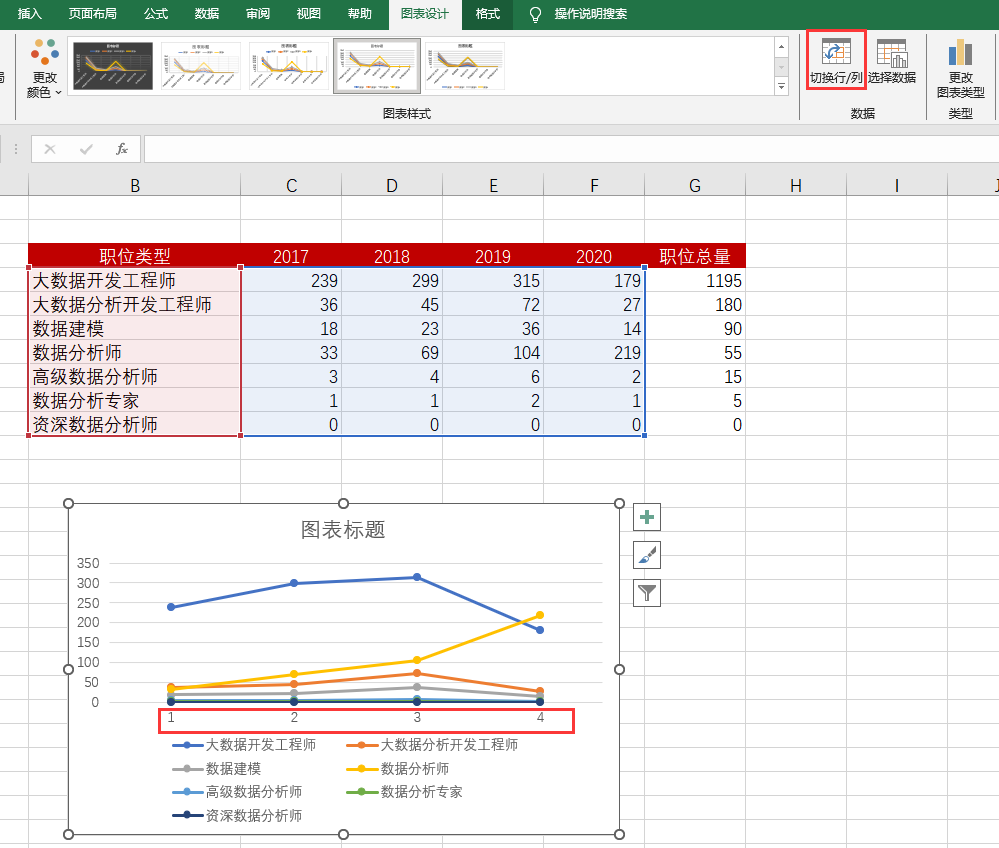 插入 页面布局 公式 数据 审阅 视图 帮助 图表设计 格式 操作说明搜索
更改
颜色
切换行/列 选择数据
更改
图表类型
图表样式 数据 类型
fx
B C D E F G H I J
职位类型 2017 2018 2019 2020 职位总量
大数据开发工程师 239 299 315 179 1195
大数据分析开发工程师 36 45 72 27 180
数据建模 18 23 36 14 90
数据分析师 33 69 104 219 55
高级数据分析师 3 4 6 2 15
数据分析专家 1 1 2 1 5
资深数据分析师 0 0 0 0 0
图表标题
350
300
250
200
150
100
50
0
1 2 3 4
大数据开发工程师 大数据分析开发工程师
数据建模 数据分析师
高级数据分析师 数据分析专家
资深数据分析师